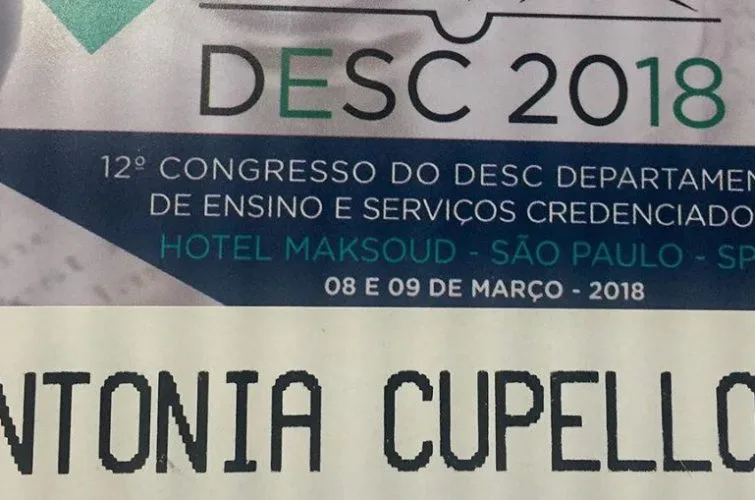 DESC 2018
12º CONGRESSO DO DESC DEPARTAMEN
DE ENSINO E SERVIÇOS CREDENCIADO
HOTEL MAKSOUD - SÃO PAULO - SP
08 E 09 DE MARÇO - 2018
NTONIA CUPELLO